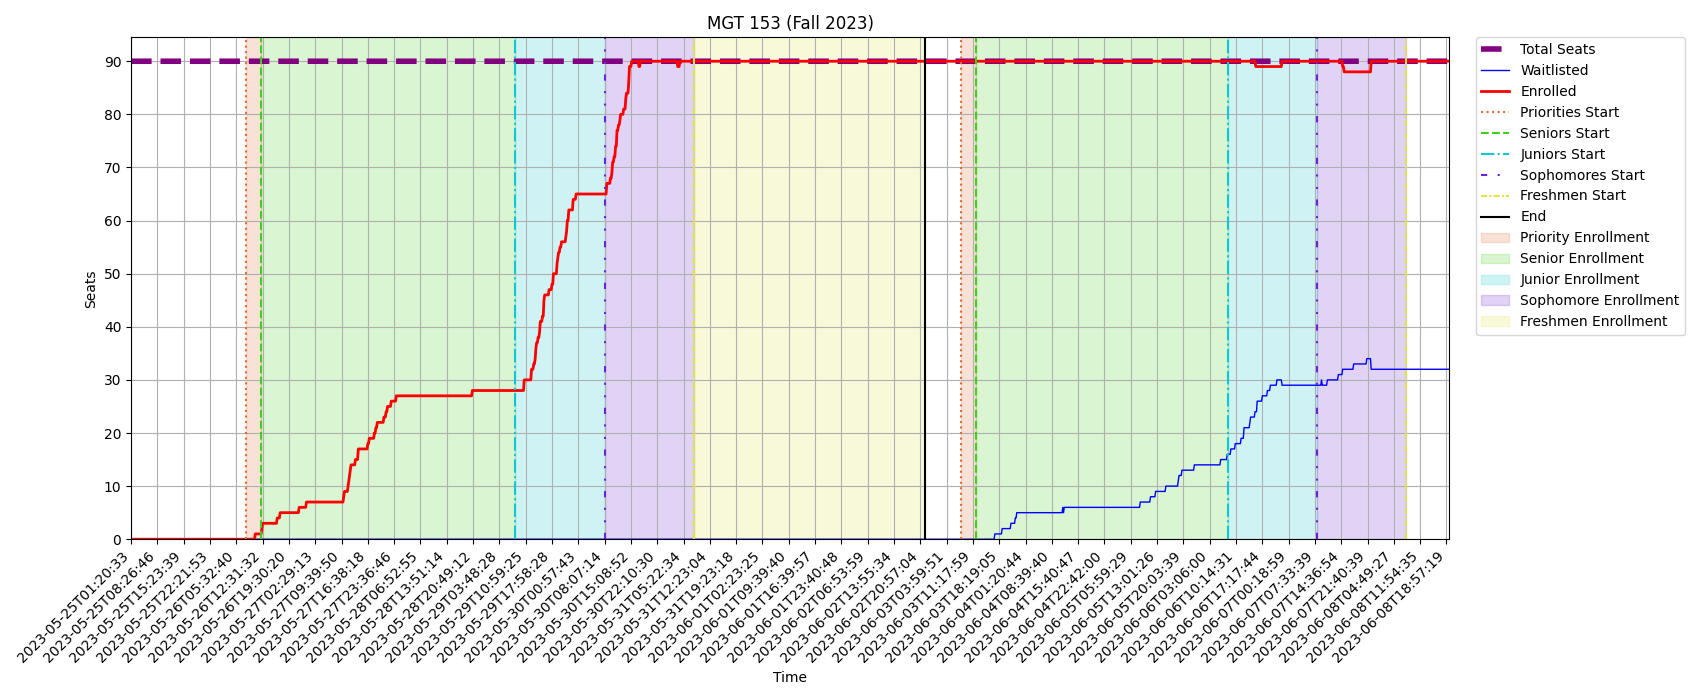 MGT 153 (Fall 2023)
Seats
90
80
70
60
50
40
30
20
10
0
2023-05-25T01:20:33
2023-05-25T08:26:46
2023-05-25T15:23:39
2023-05-25T22:21:53
2023-05-26T05:32:40
2023-05-26T12:31:32
2023-05-26T19:30:20
2023-05-27T02:29:13
2023-05-27T09:39:50
2023-05-27T16:38:18
2023-05-27T23:36:46
2023-05-28T06:52:55
2023-05-28T13:51:14
2023-05-28T20:49:12
2023-05-29T03:48:28
2023-05-29T10:59:25
2023-05-29T17:58:28
2023-05-30T00:57:43
2023-05-30T08:07:14
2023-05-30T15:08:52
2023-05-30T22:10:30
2023-05-31T05:22:34
2023-05-31T12:23:04
2023-05-31T19:23:18
2023-06-01T02:23:25
2023-06-01T09:39:40
2023-06-01T16:39:57
2023-06-01T23:40:48
2023-06-02T06:53:59
2023-06-02T13:55:34
2023-06-02T20:57:04
2023-06-03T03:59:51
2023-06-03T11:17:59
2023-06-03T18:19:05
2023-06-04T01:20:44
2023-06-04T08:39:40
2023-06-04T15:40:47
2023-06-04T22:42:00
2023-06-05T05:59:29
2023-06-05T13:01:26
2023-06-05T20:03:39
2023-06-06T03:06:00
2023-06-06T10:14:31
2023-06-06T17:17:44
2023-06-07T00:18:59
2023-06-07T07:33:39
2023-06-07T14:36:54
2023-06-07T21:40:39
2023-06-08T04:49:27
2023-06-08T11:54:35
2023-06-08T18:57:19
Time
Total Seats
Waitlisted
Enrolled
Priorities Start
Seniors Start
Juniors Start
Sophomores Start
Freshmen Start
End
Priority Enrollment
Senior Enrollment
Junior Enrollment
Sophomore Enrollment
Freshmen Enrollment